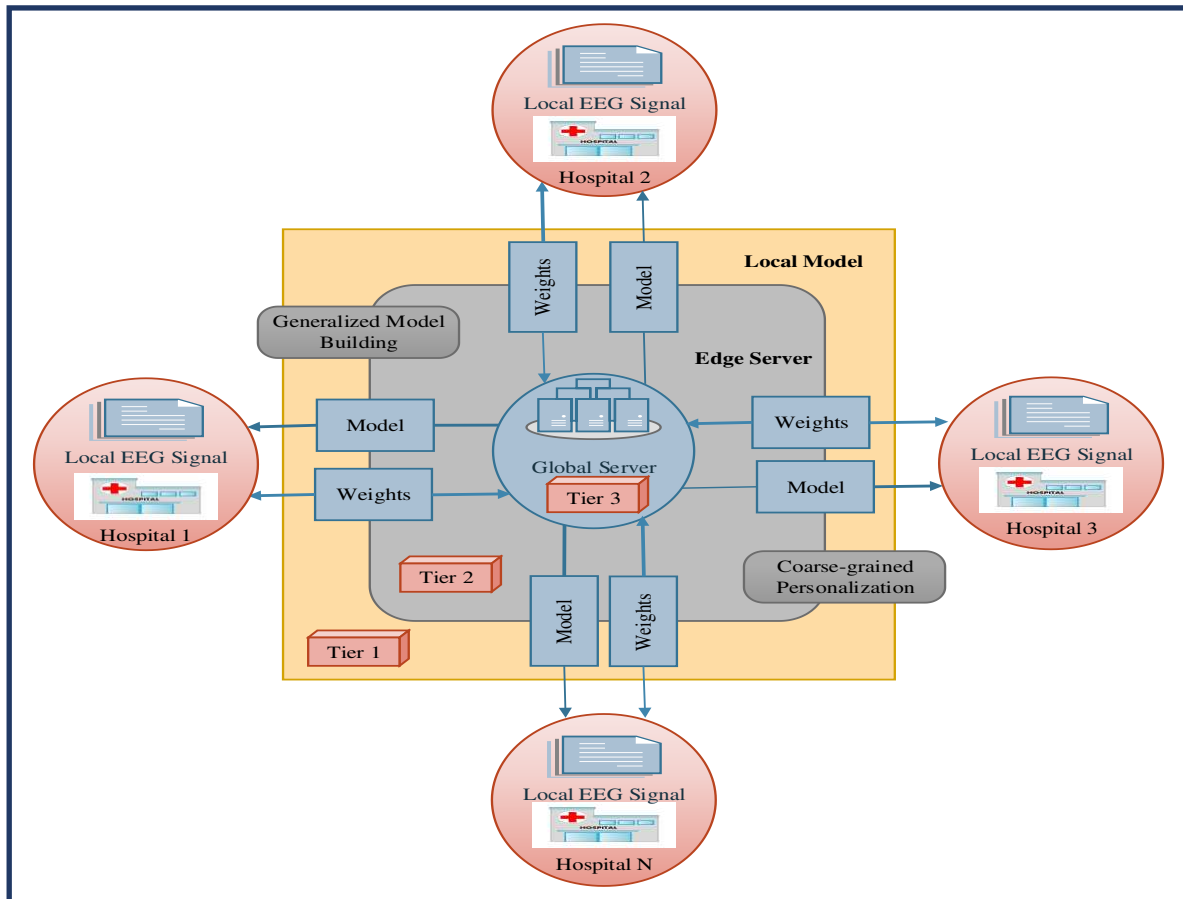 Local EEG Signal
HOSPITAL
Hospital 2
Local Model
Weights
Model
Generalized Model
Building
Edge Server
Local EEG Signal
HOSPITAL
Hospital 1
Model
Weights
Global Server
Tier 3
Weights
Model
Local EEG Signal
HOSPITAL
Hospital 3
Tier 2
Coarse-grained
Personalization
Model
Weights
Tier 1
Local EEG Signal
HOSPITAL
Hospital N